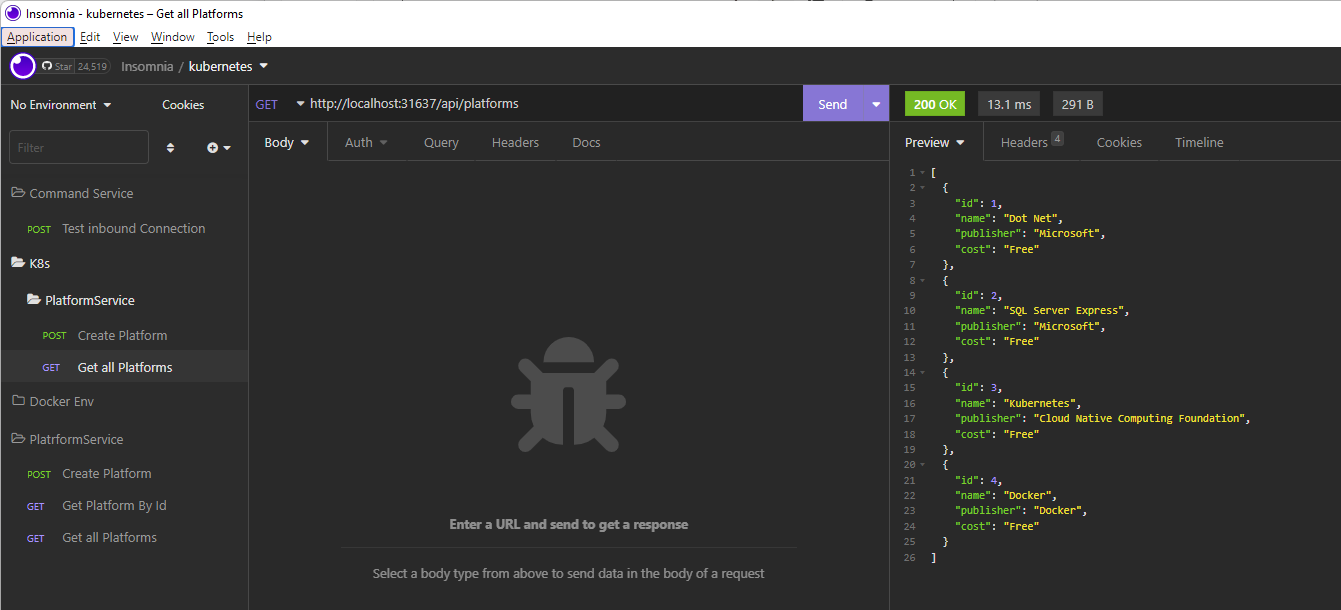 Insomnia - kubernetes – Get all Platforms
Application Edit View Window Tools Help
Star 24,519 Insomnia / kubernetes
No Environment Cookies
Filter
Command Service
POST Test inbound Connection
K8s
PlatformService
POST Create Platform
GET Get all Platforms
Docker Env
PlatrformService
POST Create Platform
GET Get Platform By Id
GET Get all Platforms
GET http://localhost:31637/api/platforms Send
Body Auth Query Headers Docs
Enter a URL and send to get a response
Select a body type from above to send data in the body of a request
200 OK 13.1 ms 291 B
Preview Headers 4 Cookies Timeline
1 [
2 {
3 "id": 1,
4 "name": "Dot Net",
5 "publisher": "Microsoft",
6 "cost": "Free"
7 },
8 {
9 "id": 2,
10 "name": "SQL Server Express",
11 "publisher": "Microsoft",
12 "cost": "Free"
13 },
14 {
15 "id": 3,
16 "name": "Kubernetes",
17 "publisher": "Cloud Native Computing Foundation",
18 "cost": "Free"
19 },
20 {
21 "id": 4,
22 "name": "Docker",
23 "publisher": "Docker",
24 "cost": "Free"
25 }
26 ]